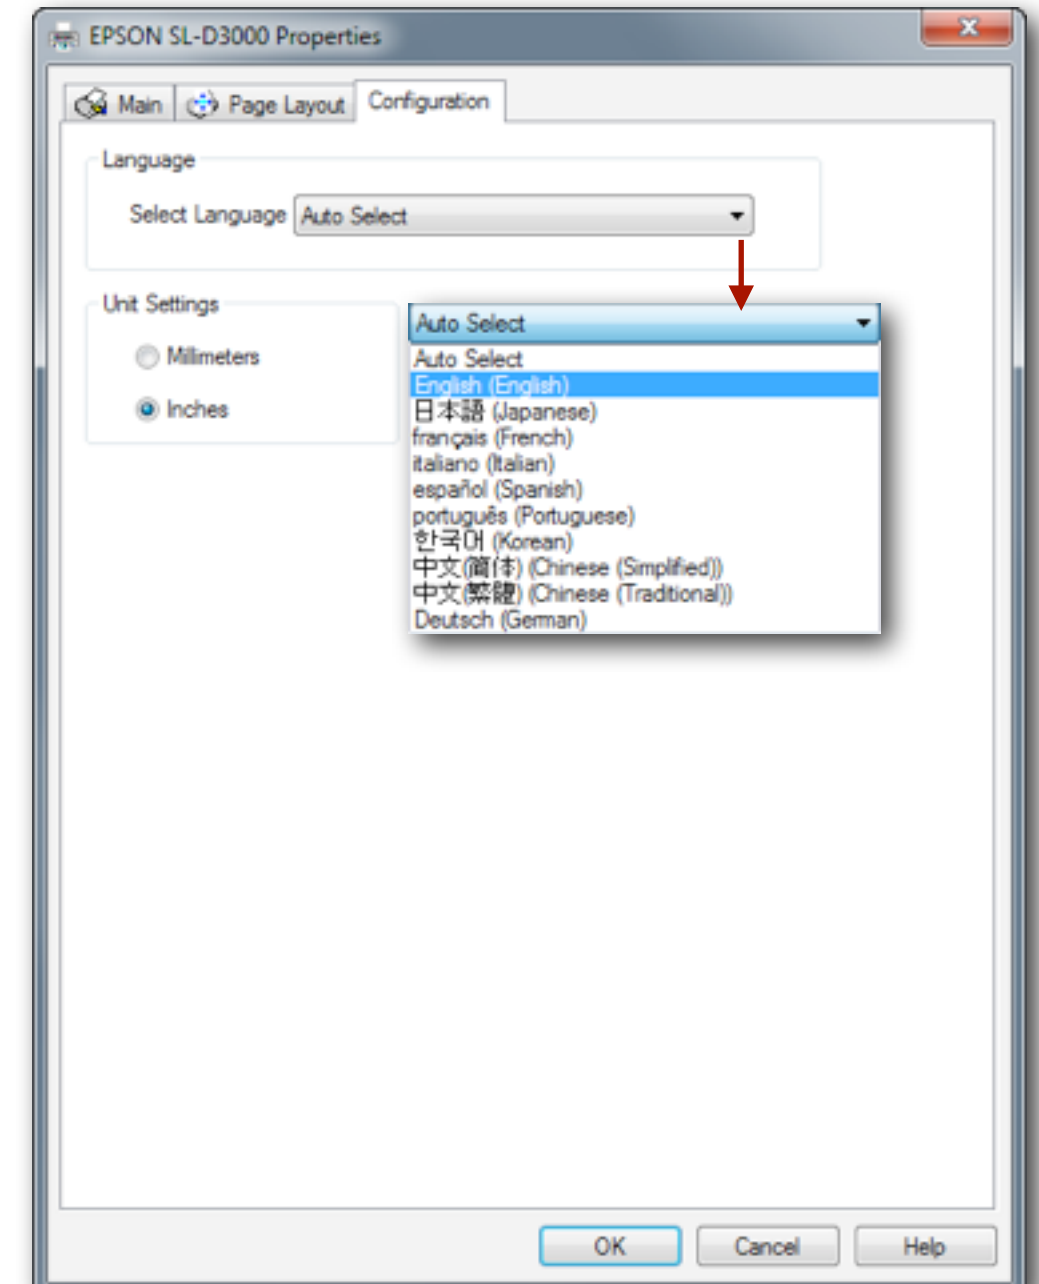 EPSON SL-D3000 Properties
Main Page Layout Configuration
Language
Select Language Auto Select
Unit Settings
Millimeters
Inches
Auto Select
Auto Select
English (English)
日本語 (Japanese)
français (French)
italiano (Italian)
español (Spanish)
português (Portuguese)
한국어 (Korean)
中文(简体) (Chinese (Simplified))
中文(繁體) (Chinese (Traditional))
Deutsch (German)
OK Cancel Help